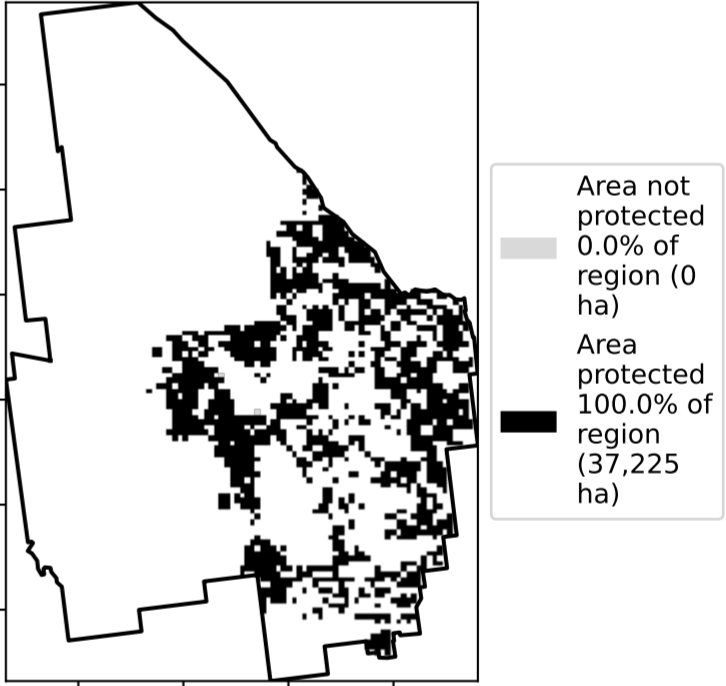 Area not
protected
0.0% of
region (0
ha)
Area
protected
100.0% of
region
(37,225
ha)